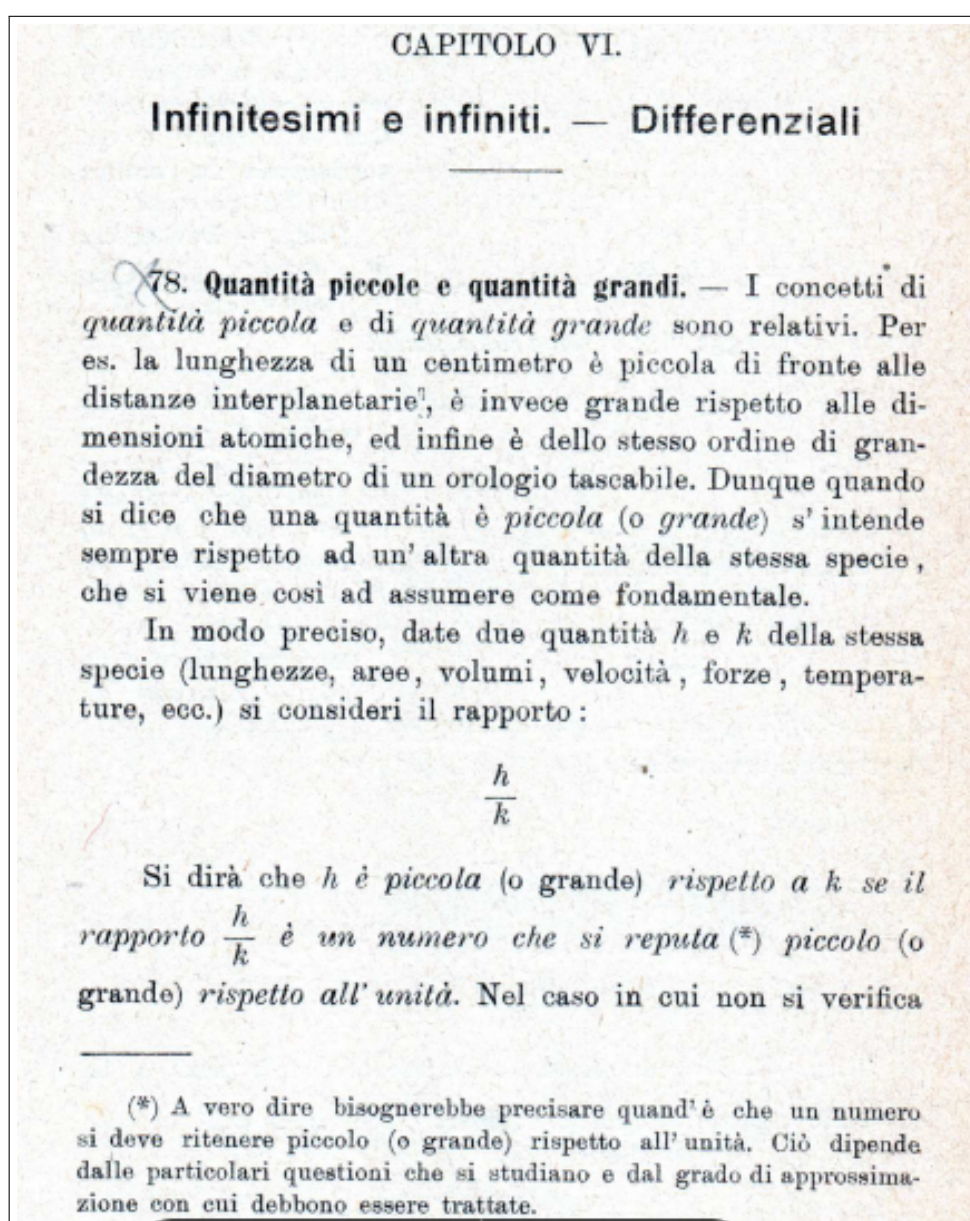 CAPITOLO VI.
Infinitesimi e infiniti. — Differenziali
78. Quantità piccole e quantità grandi. — I concetti di
quantità piccola e di quantità grande sono relativi. Per
es. la lunghezza di un centimetro è piccola di fronte alle
distanze interplanetarie, è invece grande rispetto alle di-
mensioni atomiche, ed infine è dello stesso ordine di gran-
dezza del diametro di un orologio tascabile. Dunque quando
si dice che una quantità è piccola (o grande) s' intende
sempre rispetto ad un' altra quantità della stessa specie,
che si viene così ad assumere come fondamentale.
In modo preciso, date due quantità h e k della stessa
specie (lunghezze, aree, volumi, velocità, forze, tempera-
ture, ecc.) si consideri il rapporto:
h
k
Si dirà che h è piccola (o grande) rispetto a k se il
rapporto h/k è un numero che si reputa (*) piccolo (o
grande) rispetto all' unità. Nel caso in cui non si verifica
(*) A vero dire bisognerebbe precisare quand' è che un numero
si deve ritenere piccolo (o grande) rispetto all' unità. Ciò dipende
dalle particolari questioni che si studiano e dal grado di approssima-
zione con cui debbono essere trattate.